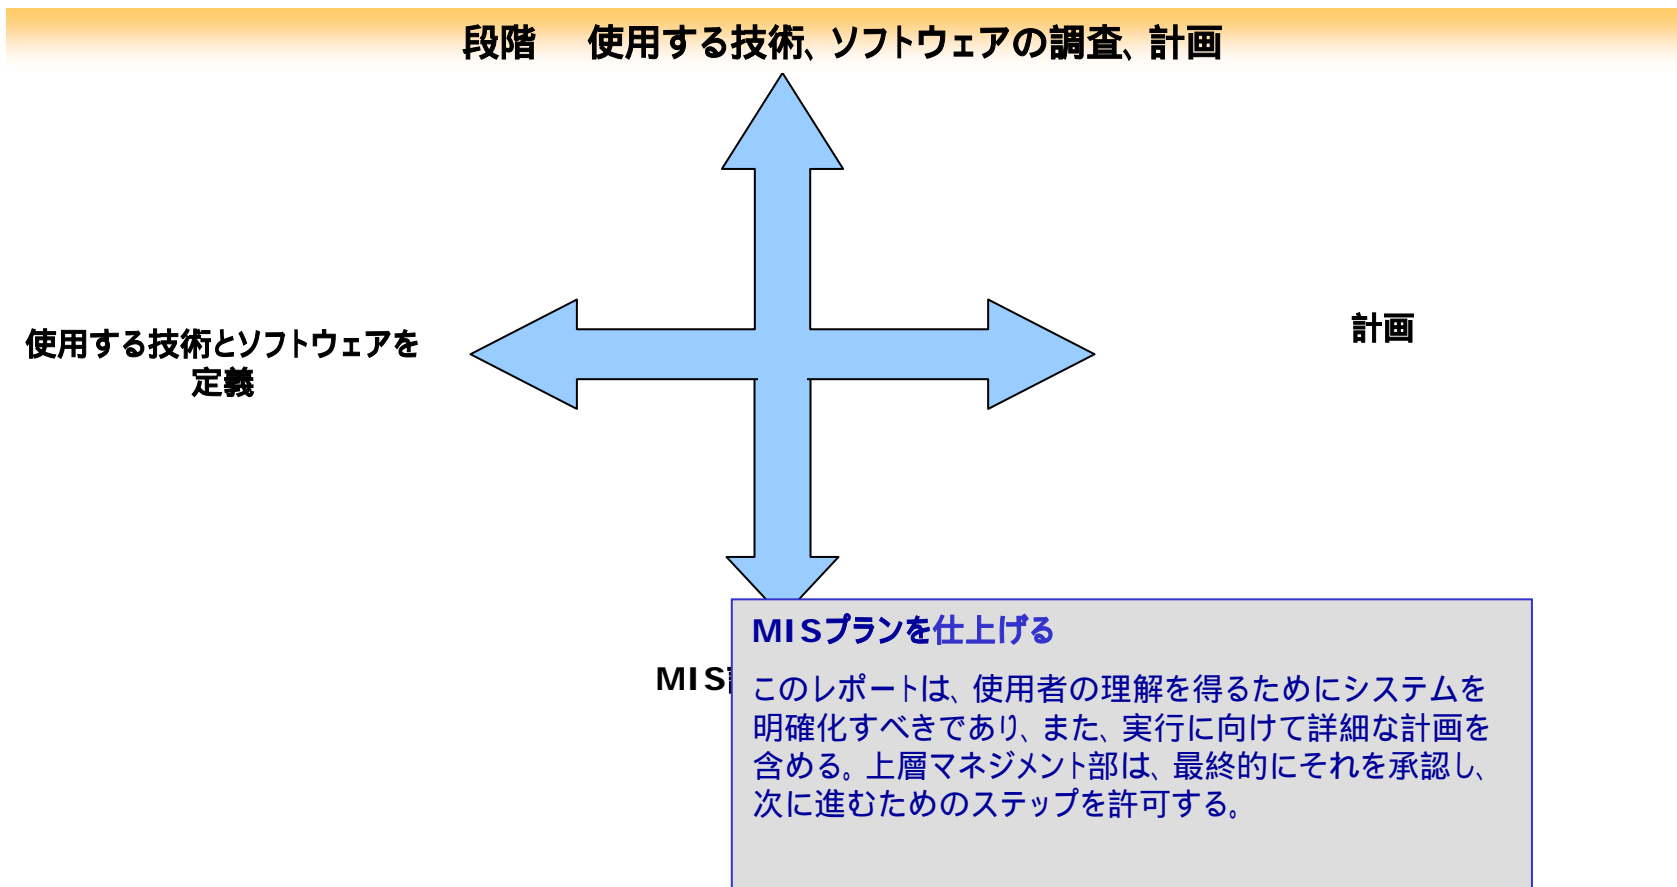 段階　使用する技術、ソフトウェアの調査、計画
使用する技術とソフトウェアを
定義
計画
MIS
MISプランを仕上げる
このレポートは、使用者の理解を得るためにシステムを
明確化すべきであり、また、実行に向けて詳細な計画を
含める。上層マネジメント部は、最終的にそれを承認し、
次に進むためのステップを許可する。